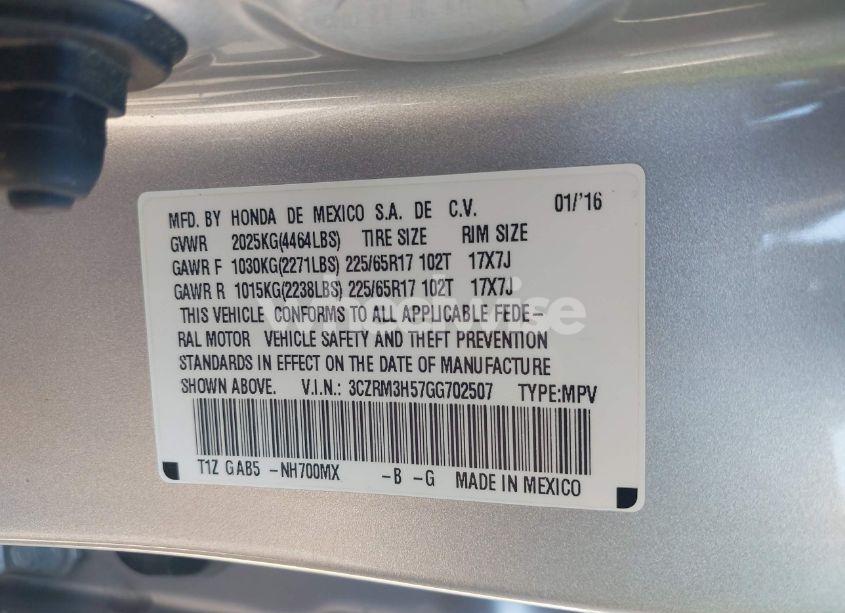 MFD. BY HONDA DE MEXICO S.A. DE C.V. 01/'16
GVWR 2025KG(4464LBS) TIRE SIZE RIM SIZE
GAWR F 1030KG(2271LBS) 225/65R17 102T 17X7J
GAWR R 1015KG(2238LBS) 225/65R17 102T 17X7J
THIS VEHICLE CONFORMS TO ALL APPLICABLE FEDE-
RAL MOTOR VEHICLE SAFETY AND THEFT PREVENTION
STANDARDS IN EFFECT ON THE DATE OF MANUFACTURE
SHOWN ABOVE. V.I.N.: 3CZRM3H57GG702507 TYPE:MPV
T1Z GAB5 -NH700MX -B -G MADE IN MEXICO
wheelwise